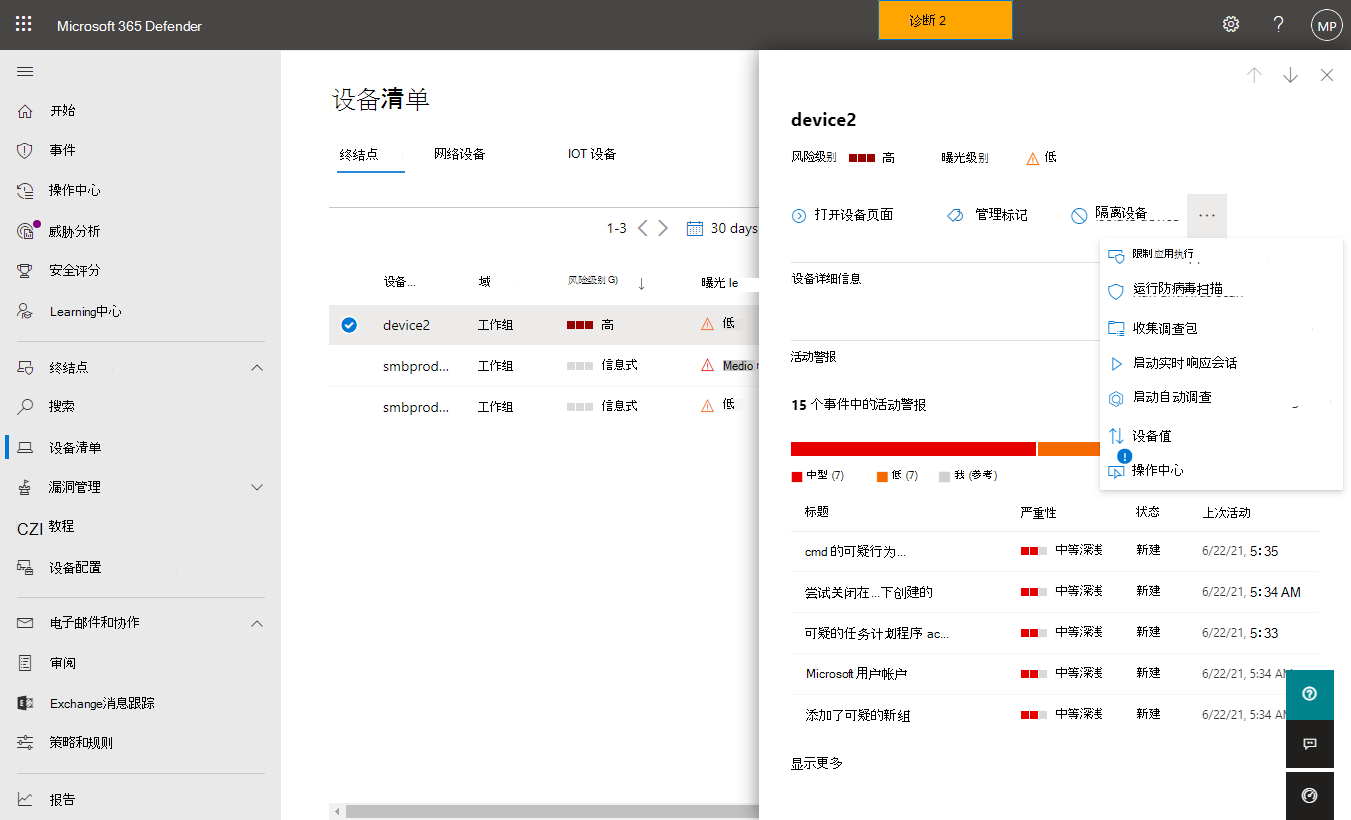 Microsoft 365 Defender
诊断 2
?
MP
开始
事件
操作中心
威胁分析
安全评分
Learning中心
终结点
搜索
设备清单
漏洞管理
CZI 教程
设备配置
电子邮件和协作
审阅
Exchange消息跟踪
策略和规则
报告
设备清单
终结点 网络设备 IOT 设备
1-3 30 days
设备... 域 风险级别 G) ↓ 曝光 le
device2 工作组 高 低
smbprod... 工作组 信息式 Medio
smbprod... 工作组 信息式 低
device2
风险级别 高 曝光级别 低
打开设备页面 管理标记 隔离设备 ...
限制应用执行
运行防病毒扫描
收集调查包
启动实时响应会话
启动自动调查
设备值
操作中心
设备详细信息
活动警报
15 个事件中的活动警报
中型 (7) 低 (7) 我 (参考)
标题 严重性 状态 上次活动
cmd 的可疑行为... 中等深浅 新建 6/22/21, 5:35
尝试关闭在...下创建的 中等深浅 新建 6/22/21, 5:34 AM
可疑的任务计划程序 ac... 中等深浅 新建 6/22/21, 5:33
Microsoft 用户帐户 中等深浅 新建 6/22/21, 5:34 AM
添加了可疑的新组 中等深浅 新建 6/22/21, 5:34 AM
显示更多